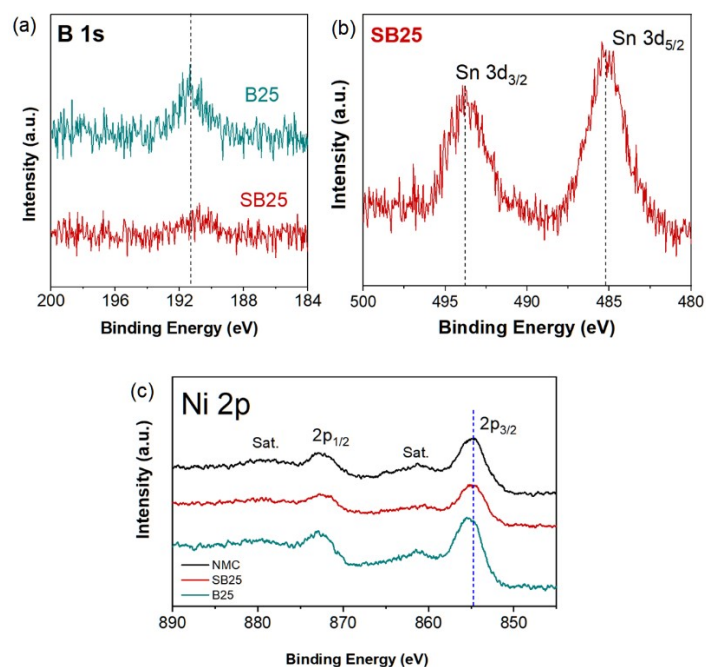 (a)
B 1s
B25
SB25
Intensity (a.u.)
200 196 192 188 184
Binding Energy (eV)
(b)
SB25
Sn 3d3/2
Sn 3d5/2
Intensity (a.u.)
500 495 490 485 480
Binding Energy (eV)
(c)
Ni 2p
Sat.
2p1/2
Sat.
2p3/2
Intensity (a.u.)
NMC
SB25
B25
890 880 870 860 850
Binding Energy (eV)